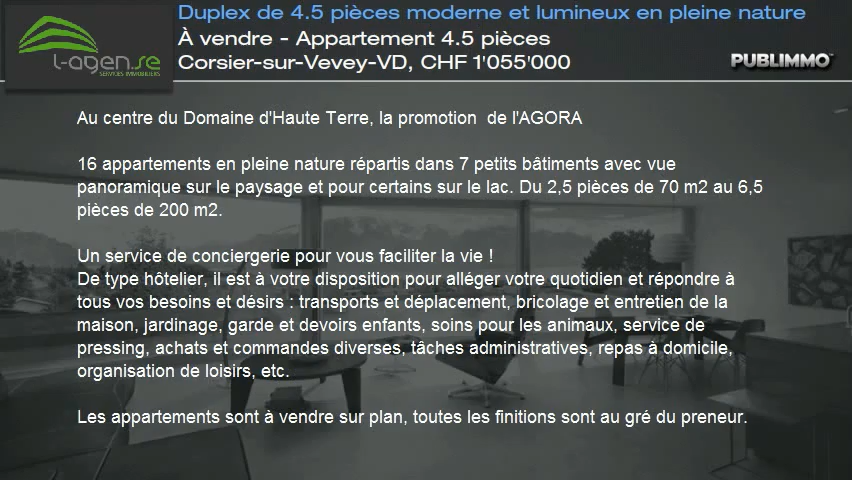 Duplex de 4.5 pièces moderne et lumineux en pleine nature
À vendre - Appartement 4.5 pièces
Corsier-sur-Vevey-VD, CHF 1'055'000
l-agen.se
SERVICES IMMOBILIERS
PUBLIMMO
Au centre du Domaine d'Haute Terre, la promotion de l'AGORA
16 appartements en pleine nature répartis dans 7 petits bâtiments avec vue
panoramique sur le paysage et pour certains sur le lac. Du 2,5 pièces de 70 m2 au 6,5
pièces de 200 m2.
Un service de conciergerie pour vous faciliter la vie !
De type hôtelier, il est à votre disposition pour alléger votre quotidien et répondre à
tous vos besoins et désirs : transports et déplacement, bricolage et entretien de la
maison, jardinage, garde et devoirs enfants, soins pour les animaux, service de
pressing, achats et commandes diverses, tâches administratives, repas à domicile,
organisation de loisirs, etc.
Les appartements sont à vendre sur plan, toutes les finitions sont au gré du preneur.